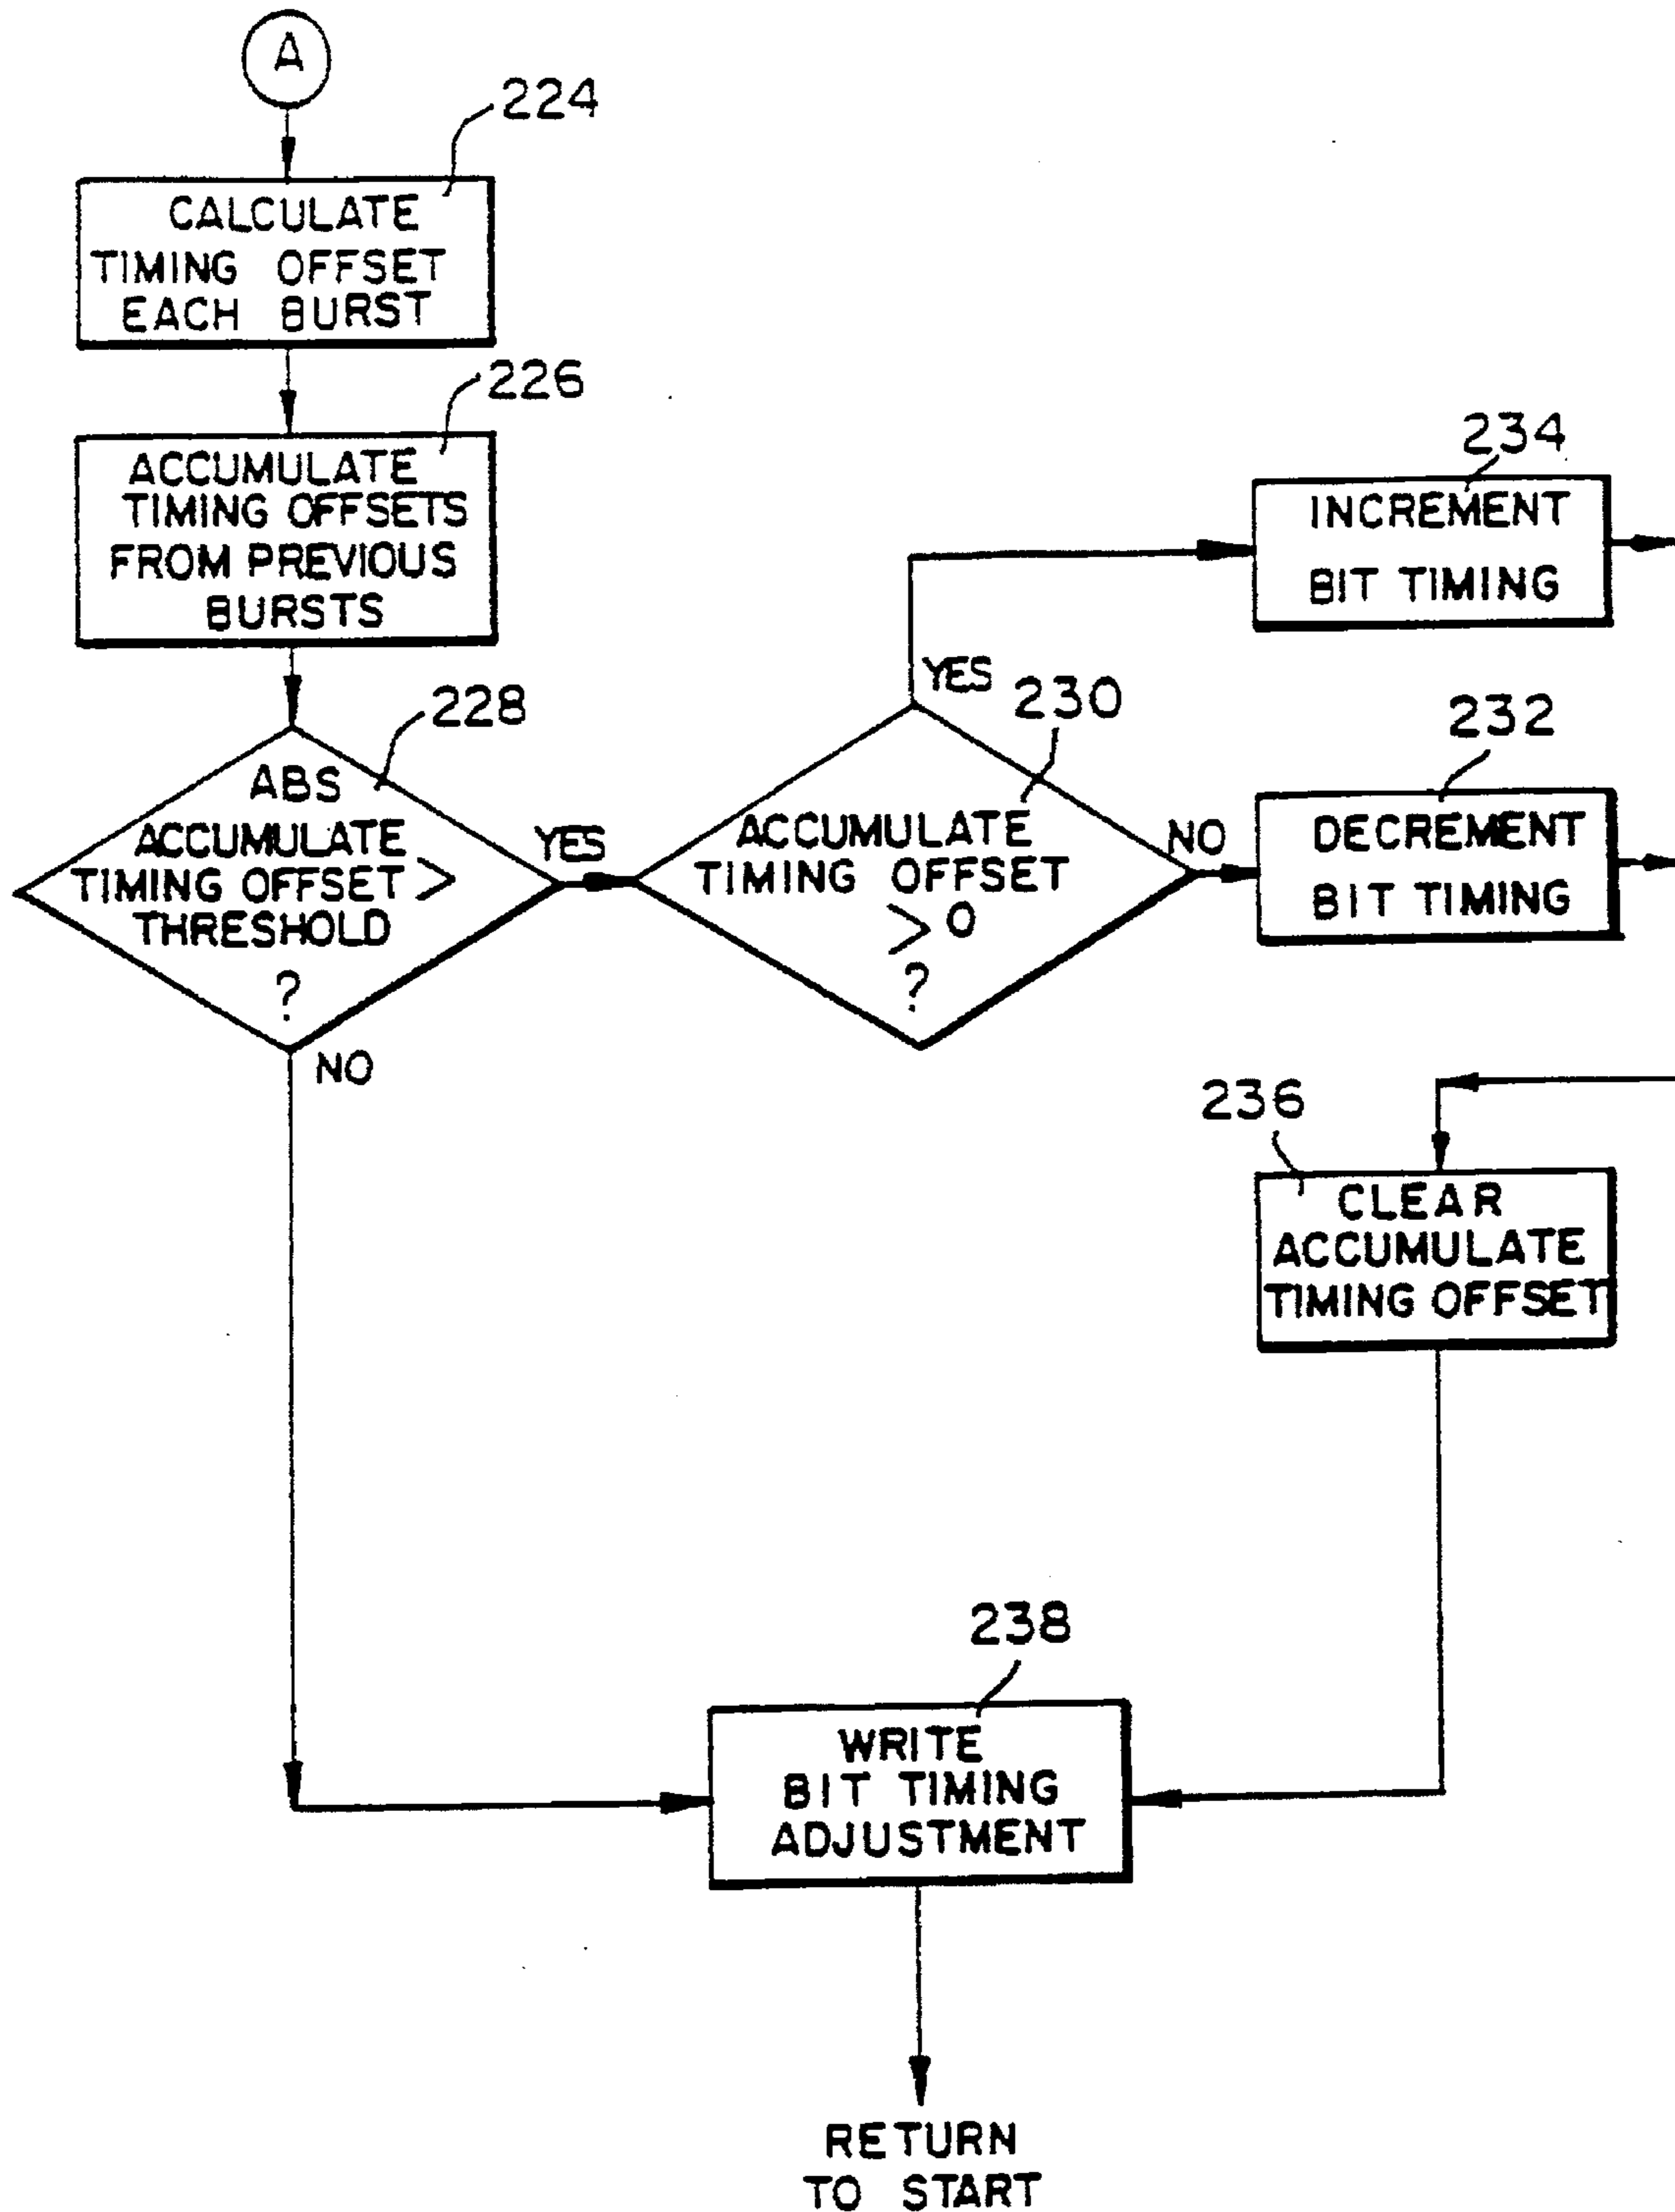 A
224
CALCULATE
TIMING OFFSET
EACH BURST
226
ACCUMULATE
TIMING OFFSETS
FROM PREVIOUS
BURSTS
228
ABS
ACCUMULATE
TIMING OFFSET >
THRESHOLD
?
YES
NO
230
ACCUMULATE
TIMING OFFSET
> 0
?
YES
NO
234
INCREMENT
BIT TIMING
232
DECREMENT
BIT TIMING
236
CLEAR
ACCUMULATE
TIMING OFFSET
238
WRITE
BIT TIMING
ADJUSTMENT
RETURN
TO START